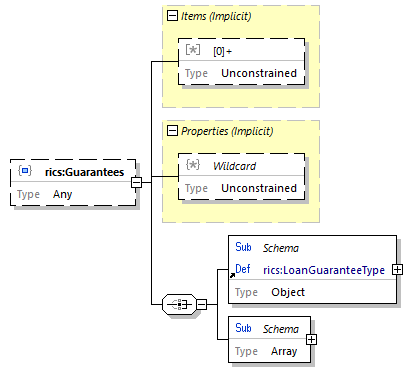 Items (Implicit)
[*] [0]+
Type Unconstrained
Properties (Implicit)
{*} Wildcard
Type Unconstrained
rics:Guarantees
Type Any
Sub Schema
Def rics:LoanGuaranteeType
Type Object
Sub Schema
Type Array